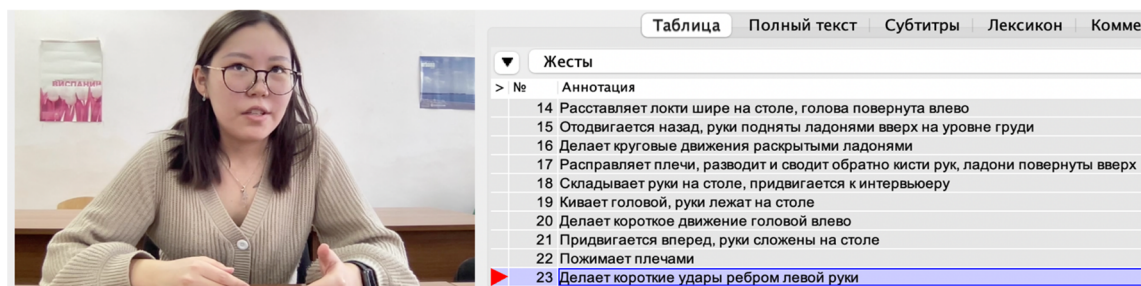 Таблица
Полный текст
Субтитры
Лексикон
Комме
Жесты
> № Аннотация
14 Расставляет локти шире на столе, голова повернута влево
15 Отодвигается назад, руки подняты ладонями вверх на уровне груди
16 Делает круговые движения раскрытыми ладонями
17 Расправляет плечи, разводит и сводит обратно кисти рук, ладони повернуты вверх
18 Складывает руки на столе, придвигается к интервьюеру
19 Кивает головой, руки лежат на столе
20 Делает короткое движение головой влево
21 Придвигается вперед, руки сложены на столе
22 Пожимает плечами
23 Делает короткие удары ребром левой руки